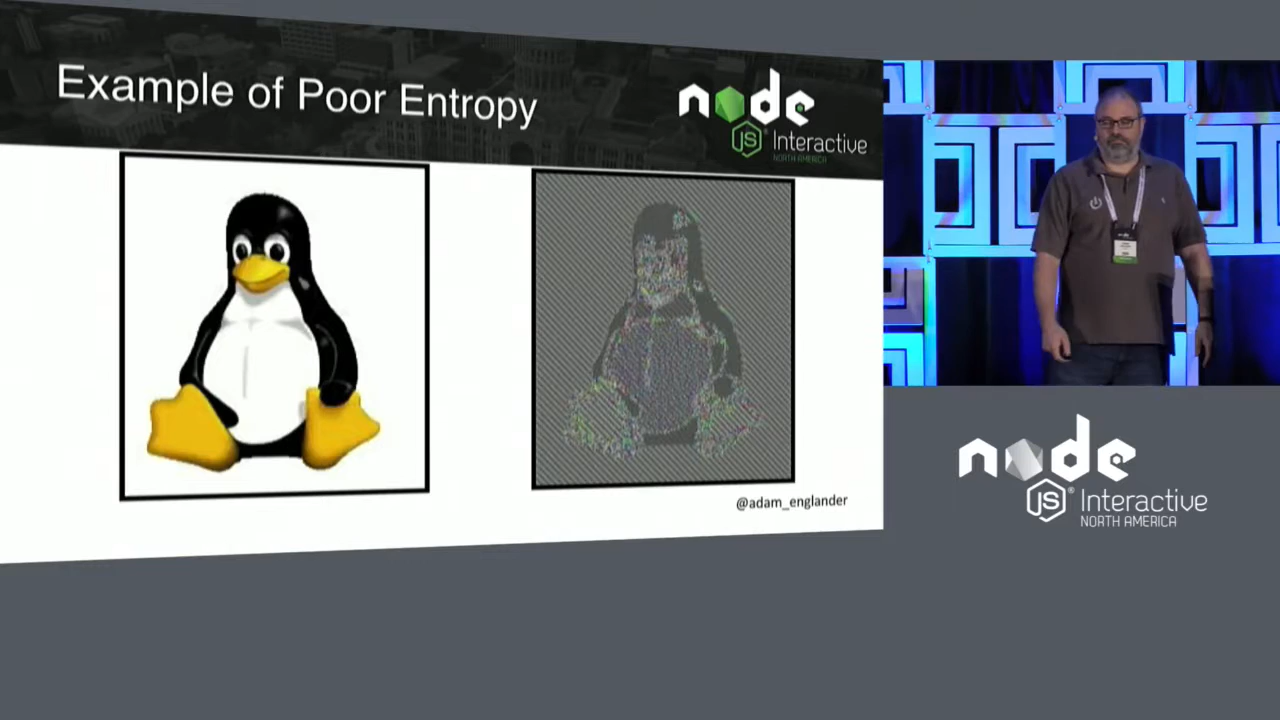 Example of Poor Entropy
node
JS Interactive
NORTH AMERICA
@adam_englander
node
JS Interactive
NORTH AMERICA